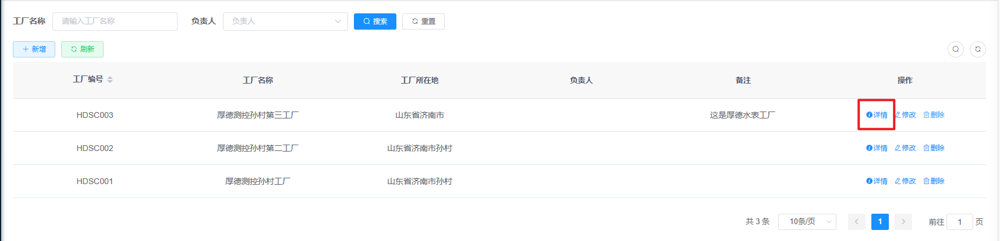 工厂名称 请输入工厂名称 负责人 负责人 搜索 重置
新增 刷新
工厂编号 工厂名称 工厂所在地 负责人 备注 操作
HDSC003 厚德测控孙村第三工厂 山东省济南市 这是厚德水表工厂 详情 修改 删除
HDSC002 厚德测控孙村第二工厂 山东省济南市孙村 详情 修改 删除
HDSC001 厚德测控孙村工厂 山东省济南市孙村 详情 修改 删除
共 3 条 10条/页 1 前往 1 页